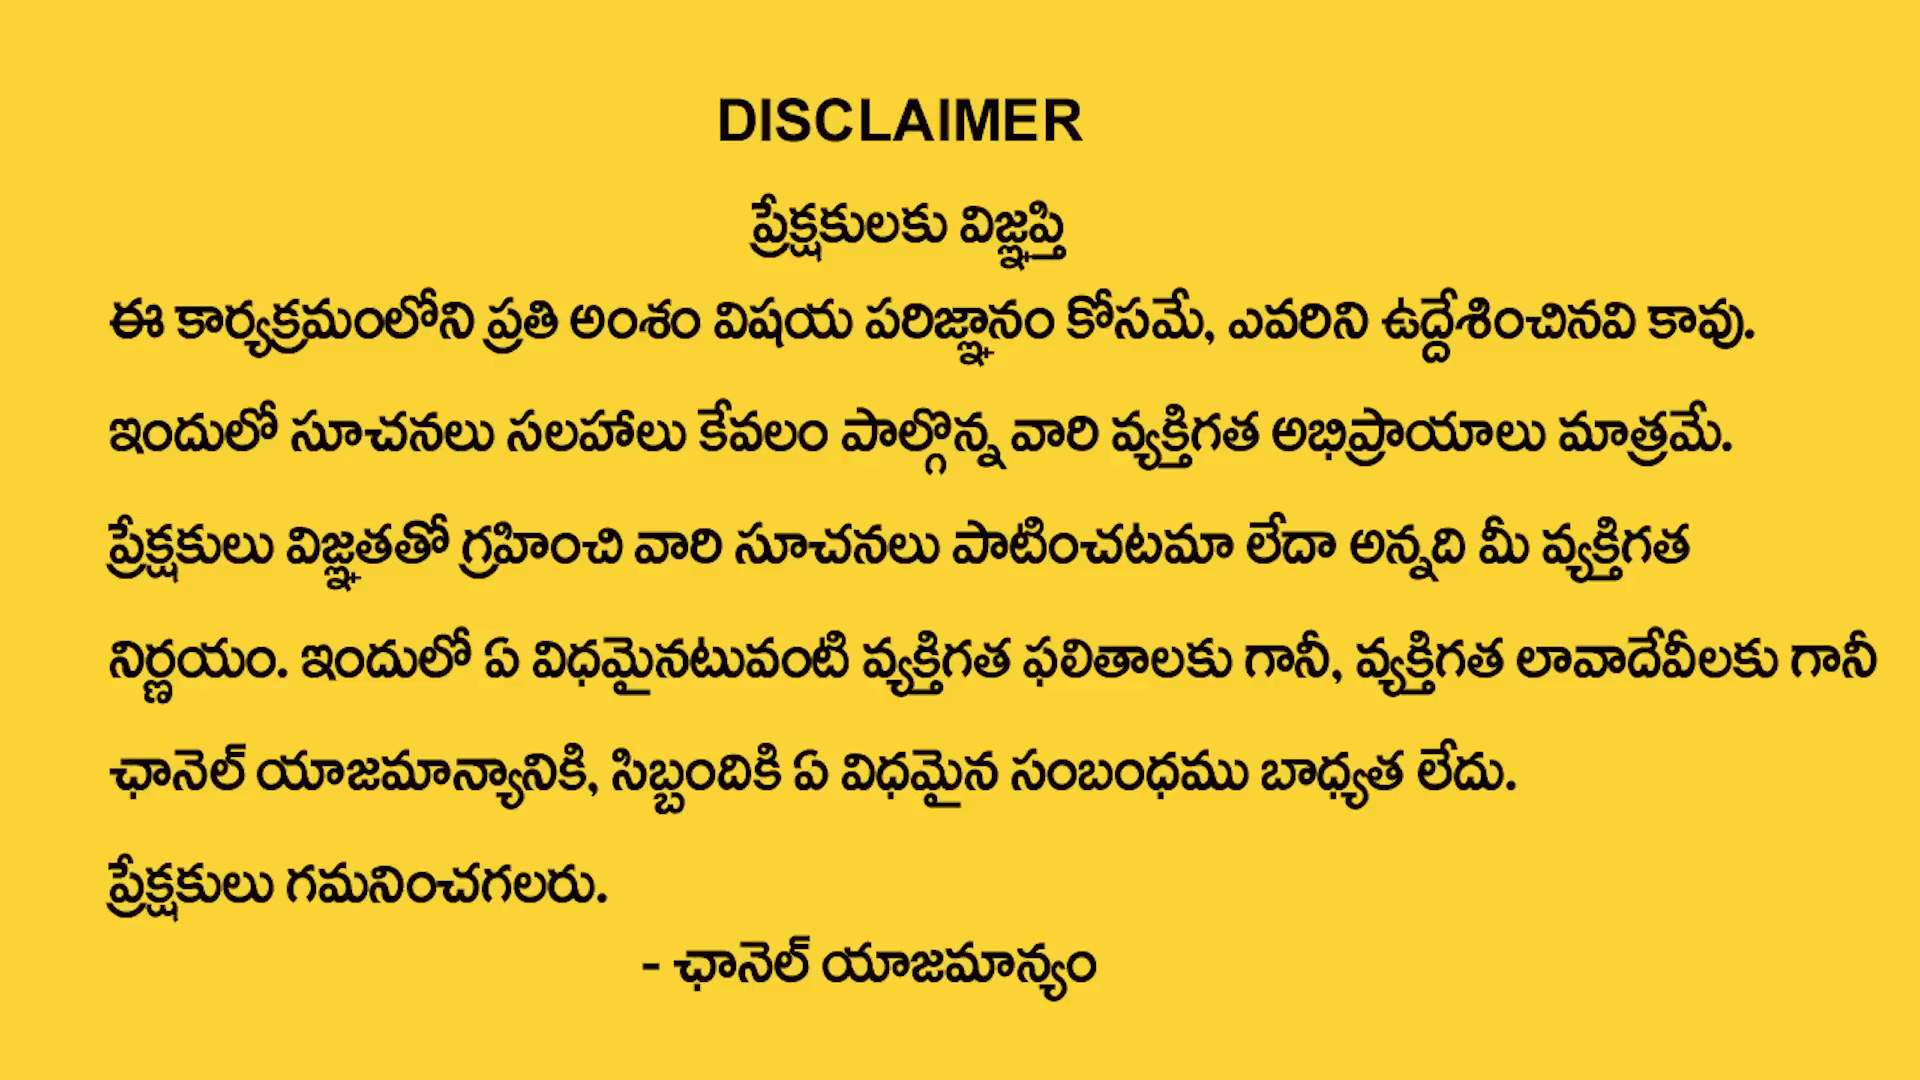 DISCLAIMER
ప్రేక్షకులకు విజ్ఞప్తి
ఈ కార్యక్రమంలోని ప్రతి అంశం విషయ పరిజ్ఞానం కోసమే, ఎవరిని ఉద్దేశించినవి కావు.
ఇందులో సూచనలు సలహాలు కేవలం పాల్గొన్న వారి వ్యక్తిగత అభిప్రాయాలు మాత్రమే.
ప్రేక్షకులు విజ్ఞతతో గ్రహించి వారి సూచనలు పాటించటమా లేదా అన్నది మీ వ్యక్తిగత
నిర్ణయం. ఇందులో ఏ విధమైనటువంటి వ్యక్తిగత ఫలితాలకు గానీ, వ్యక్తిగత లావాదేవీలకు గానీ
ఛానెల్ యాజమాన్యానికి, సిబ్బందికి ఏ విధమైన సంబంధము బాధ్యత లేదు.
ప్రేక్షకులు గమనించగలరు.
- ఛానెల్ యాజమాన్యం